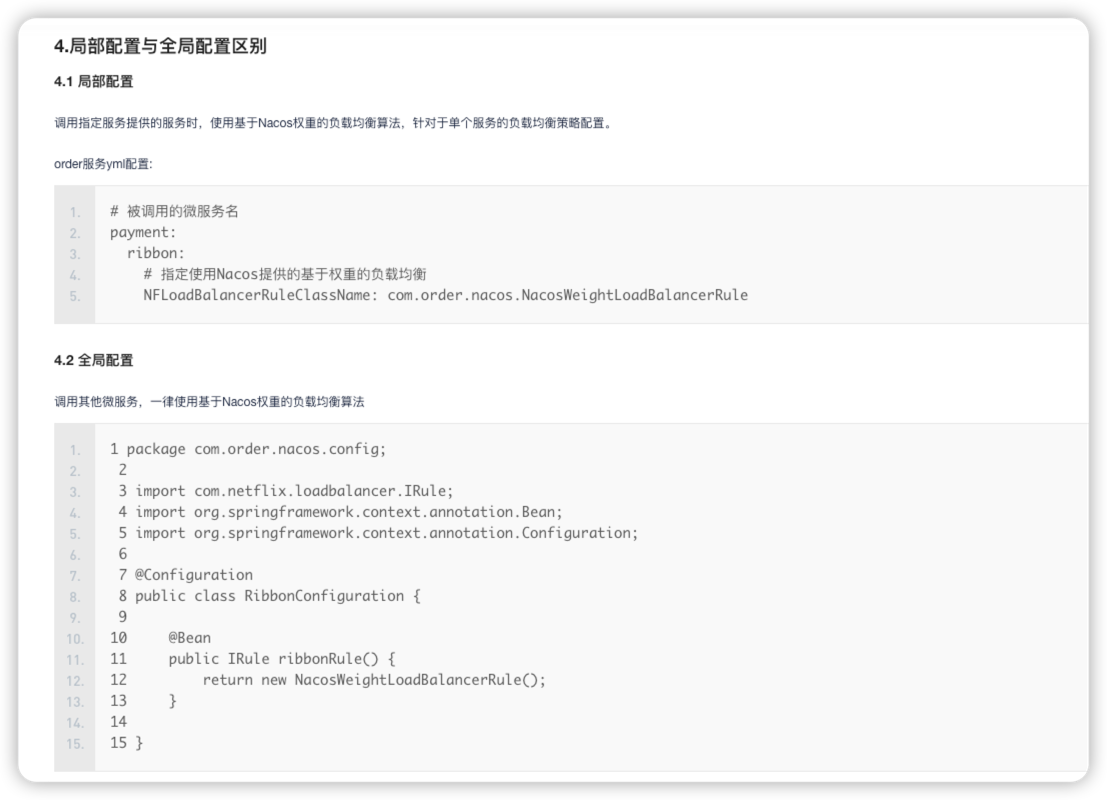 4.局部配置与全局配置区别
4.1 局部配置
调用指定服务提供的服务时，使用基于Nacos权重的负载均衡算法，针对于单个服务的负载均衡策略配置。
order服务yml配置:
1. # 被调用的微服务名
2. payment:
3.   ribbon:
4.     # 指定使用Nacos提供的基于权重的负载均衡
5.     NFLoadBalancerRuleClassName: com.order.nacos.NacosWeightLoadBalancerRule
4.2 全局配置
调用其他微服务，一律使用基于Nacos权重的负载均衡算法
1. 1 package com.order.nacos.config;
2.  2
3.  3 import com.netflix.loadbalancer.IRule;
4.  4 import org.springframework.context.annotation.Bean;
5.  5 import org.springframework.context.annotation.Configuration;
6.  6
7.  7 @Configuration
8.  8 public class RibbonConfiguration {
9.  9
10. 10     @Bean
11. 11     public IRule ribbonRule() {
12. 12         return new NacosWeightLoadBalancerRule();
13. 13     }
14. 14
15. 15 }